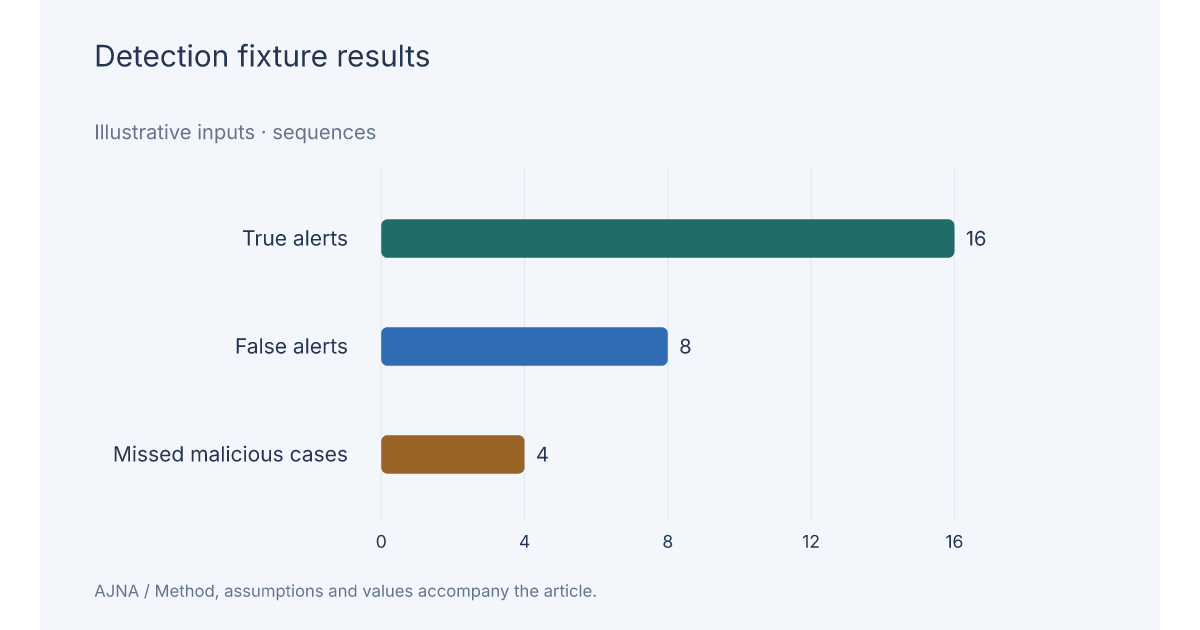 Detection fixture results
Illustrative inputs · sequences
True alerts 16
False alerts 8
Missed malicious cases 4
0 4 8 12 16
AJNA / Method, assumptions and values accompany the article.